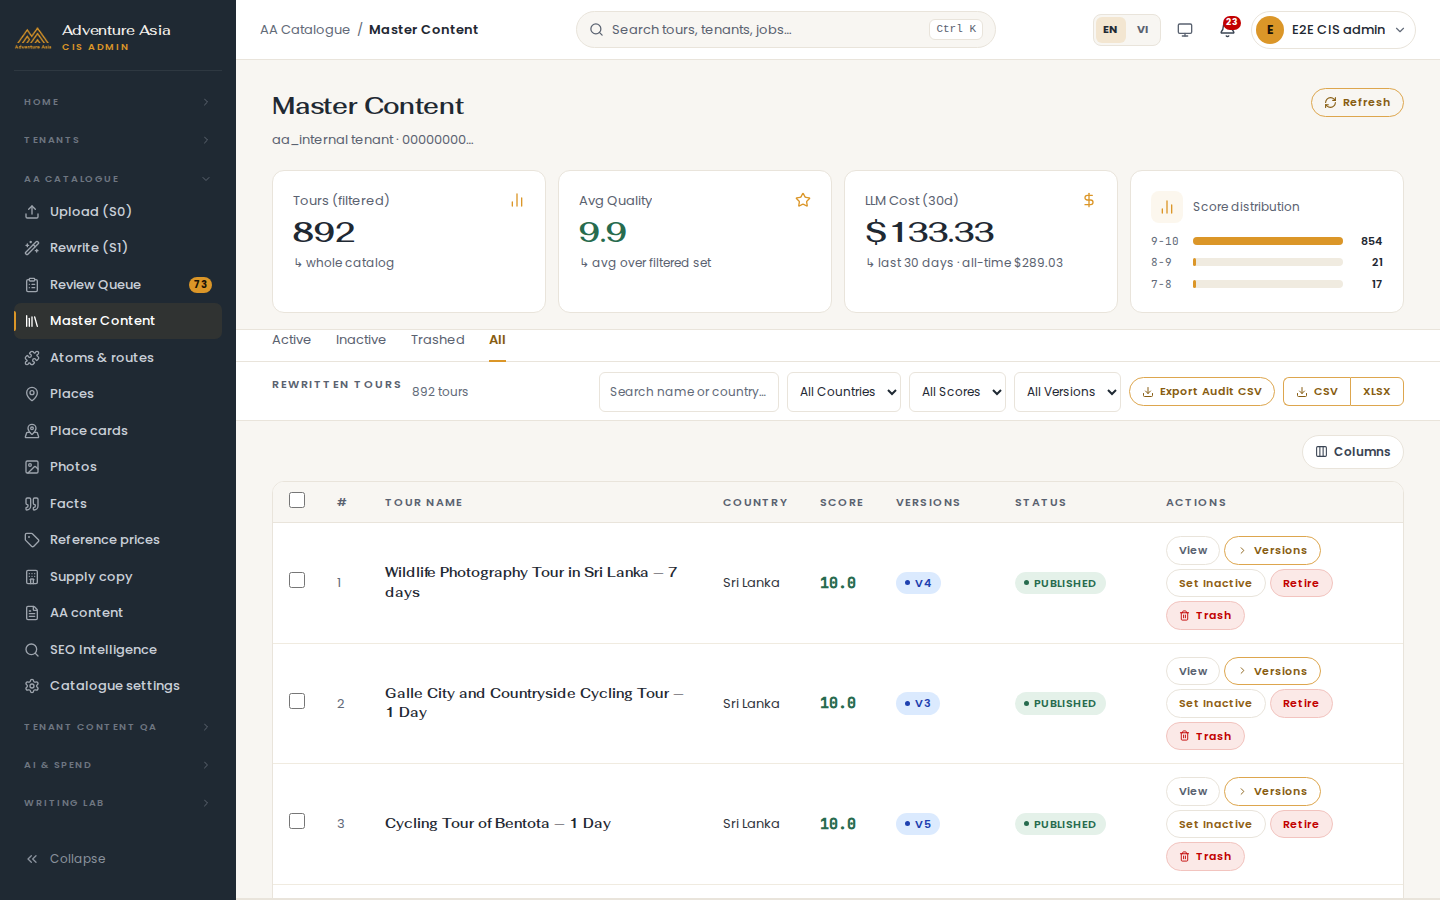 Adventure Asia
Adventure Asia
CIS ADMIN
HOME
TENANTS
AA CATALOGUE
Upload (S0)
Rewrite (S1)
Review Queue 73
Master Content
Atoms & routes
Places
Place cards
Photos
Facts
Reference prices
Supply copy
AA content
SEO Intelligence
Catalogue settings
TENANT CONTENT QA
AI & SPEND
WRITING LAB
Collapse
AA Catalogue / Master Content
Search tours, tenants, jobs... Ctrl K
EN VI
23
E E2E CIS admin
Master Content
aa_internal tenant · 00000000...
Refresh
Tours (filtered)
892
↳ whole catalog
Avg Quality
9.9
↳ avg over filtered set
LLM Cost (30d)
$133.33
↳ last 30 days · all-time $289.03
Score distribution
9-10 854
8-9 21
7-8 17
Active Inactive Trashed All
REWRITTEN TOURS 892 tours
Search name or country... All Countries All Scores All Versions Export Audit CSV CSV XLSX
Columns
# TOUR NAME COUNTRY SCORE VERSIONS STATUS ACTIONS
1 Wildlife Photography Tour in Sri Lanka – 7 days Sri Lanka 10.0 V4 PUBLISHED
View Versions
Set Inactive Retire
Trash
2 Galle City and Countryside Cycling Tour – 1 Day Sri Lanka 10.0 V3 PUBLISHED
View Versions
Set Inactive Retire
Trash
3 Cycling Tour of Bentota – 1 Day Sri Lanka 10.0 V5 PUBLISHED
View Versions
Set Inactive Retire
Trash